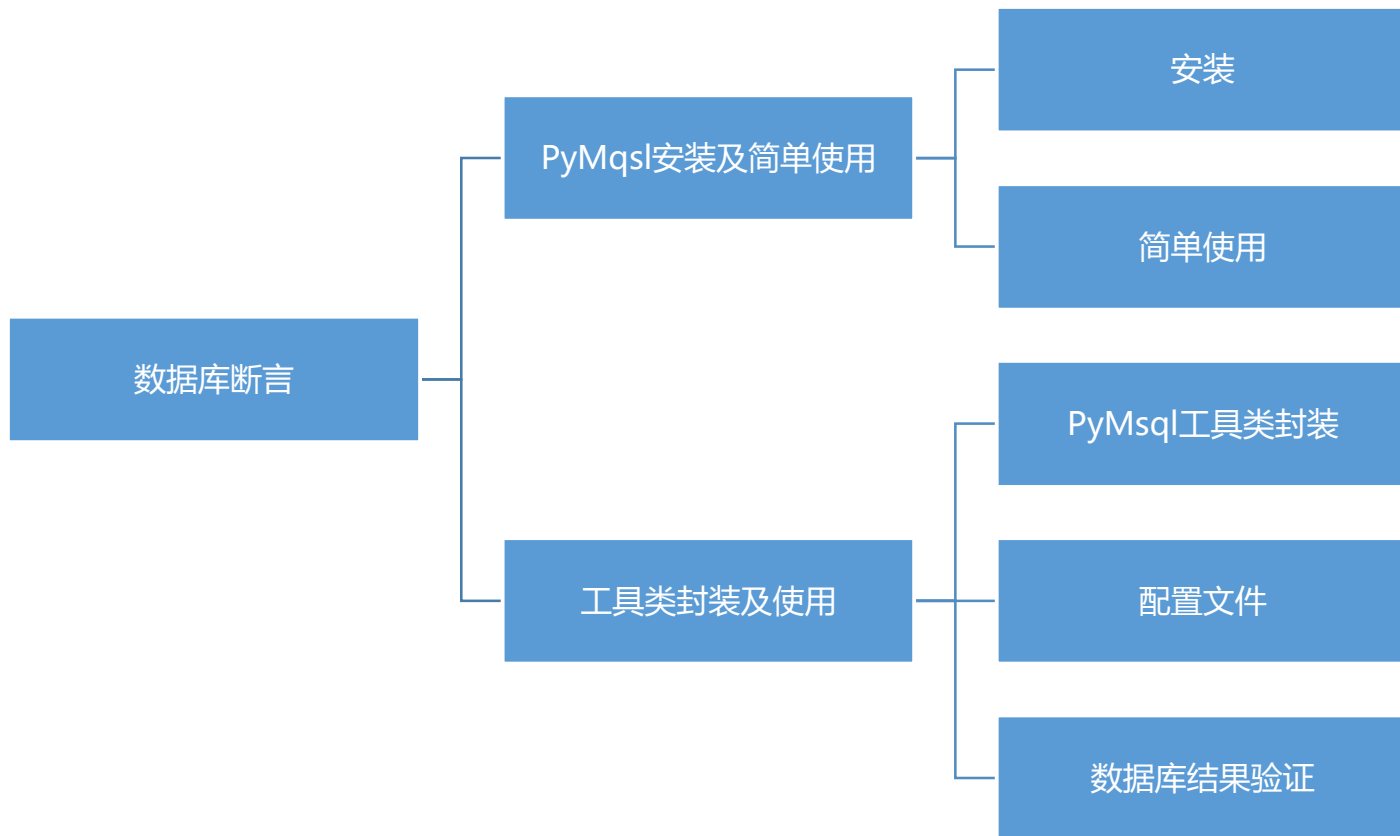 数据库断言
PyMqsl安装及简单使用
安装
简单使用
工具类封装及使用
PyMsql工具类封装
配置文件
数据库结果验证